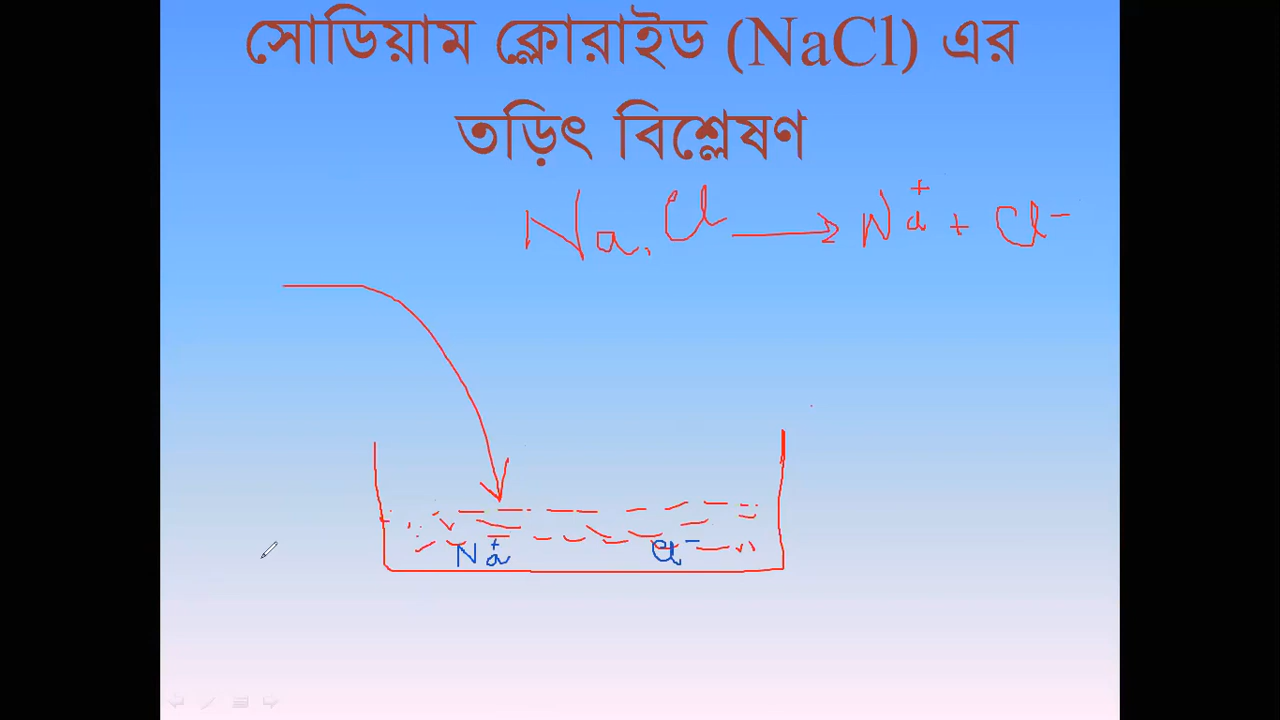 সোডিয়াম ক্লোরাইড (NaCl) এর
তড়িৎ বিশ্লেষণ
NaCl → Na⁺ + Cl⁻
Na⁺ Cl⁻